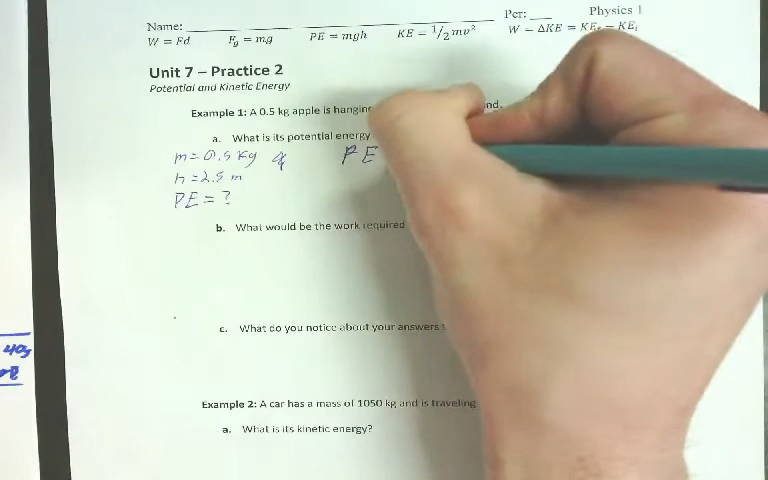 Name: Per: Physics 1
W = Fd Fg = mg PE = mgh KE = 1/2 mv² W = ΔKE = KEf − KEi
Unit 7 – Practice 2
Potential and Kinetic Energy
Example 1: A 0.5 kg apple is hanging
a. What is its potential energy
m = 0.5 kg PE
h = 2.5 m
PE = ?
b. What would be the work required
40
c. What do you notice about your answers
Example 2: A car has a mass of 1050 kg and is traveling
a. What is its kinetic energy?